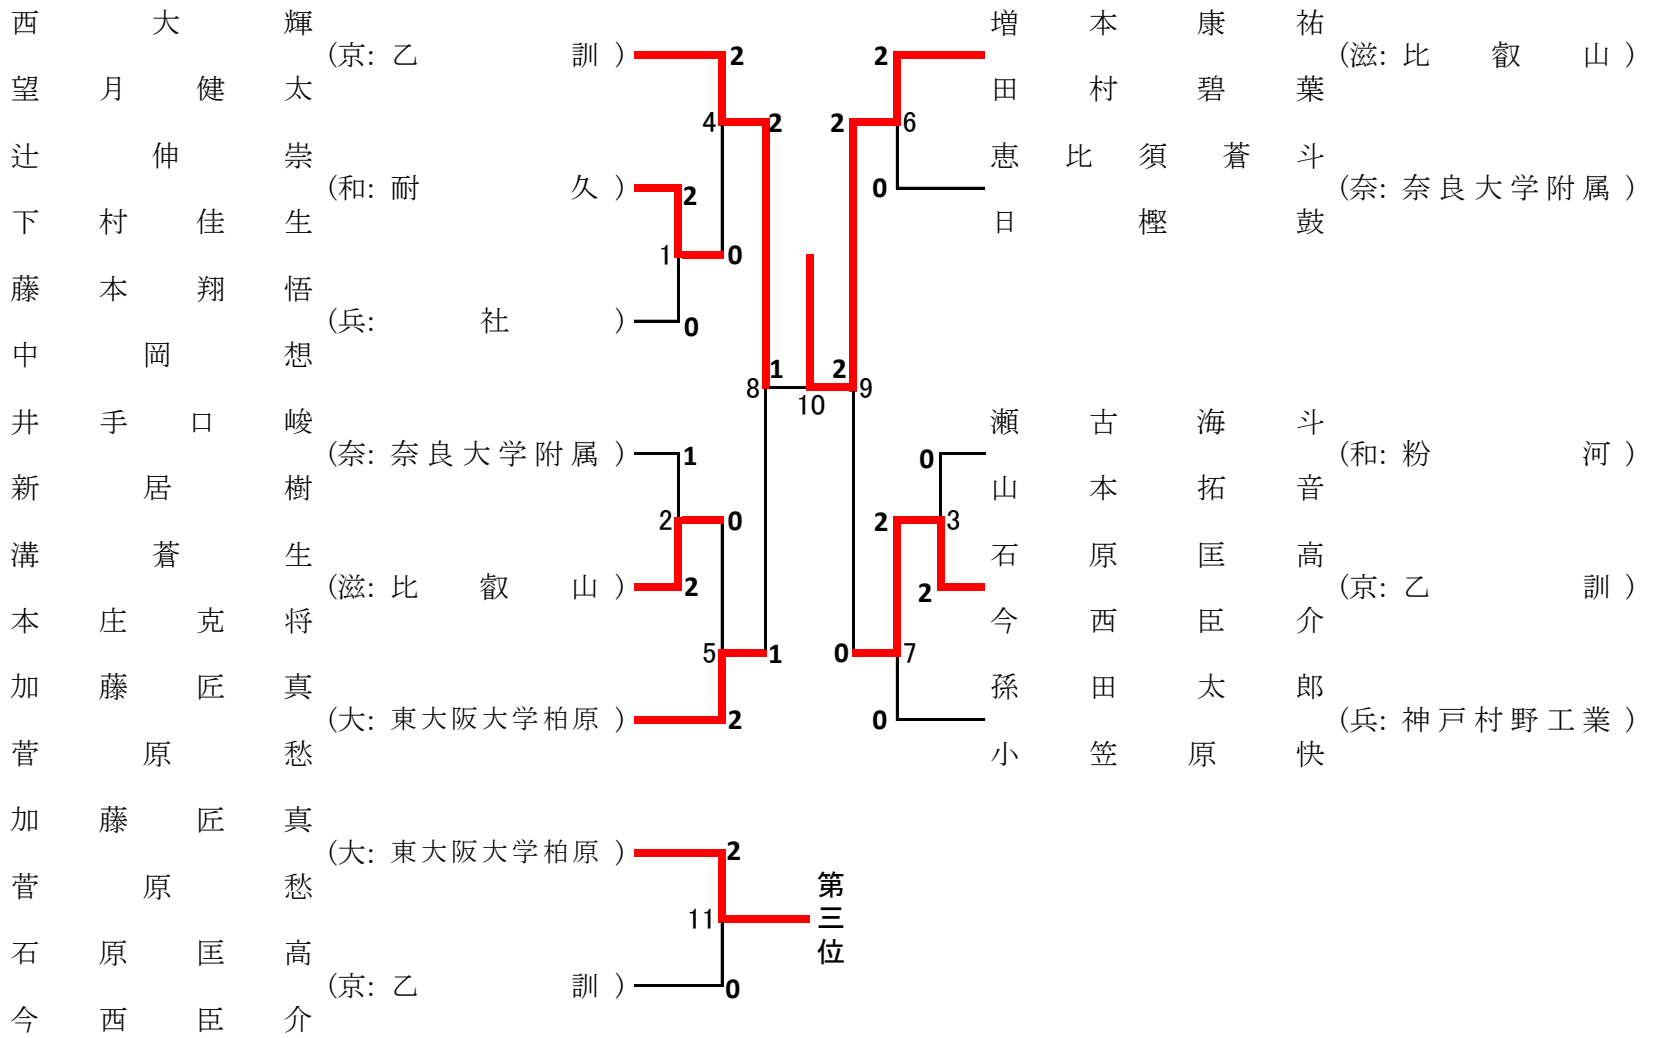 西大輝
(京:乙訓)
望月健太
辻伸崇
(和:耐久)
下村佳生
藤本翔悟
(兵:社)
中岡想
井手口峻
(奈:奈良大学附属)
新居樹
溝蒼生
(滋:比叡山)
本庄克将
加藤匠真
(大:東大阪大学柏原)
菅原愁
2
4
2
2
1
0
0
1
8
1
2
0
2
5
1
2
10
増本康祐
(滋:比叡山)
田村碧葉
恵比須蒼斗
(奈:奈良大学附属)
日樫鼓
瀬古海斗
(和:粉河)
山本拓音
石原匡高
(京:乙訓)
今西臣介
孫田太郎
(兵:神戸村野工業)
小笠原快
2
2
6
0
2
9
0
2
3
2
0
7
0
加藤匠真
(大:東大阪大学柏原)
菅原愁
石原匡高
(京:乙訓)
今西臣介
2
11
0
第三位